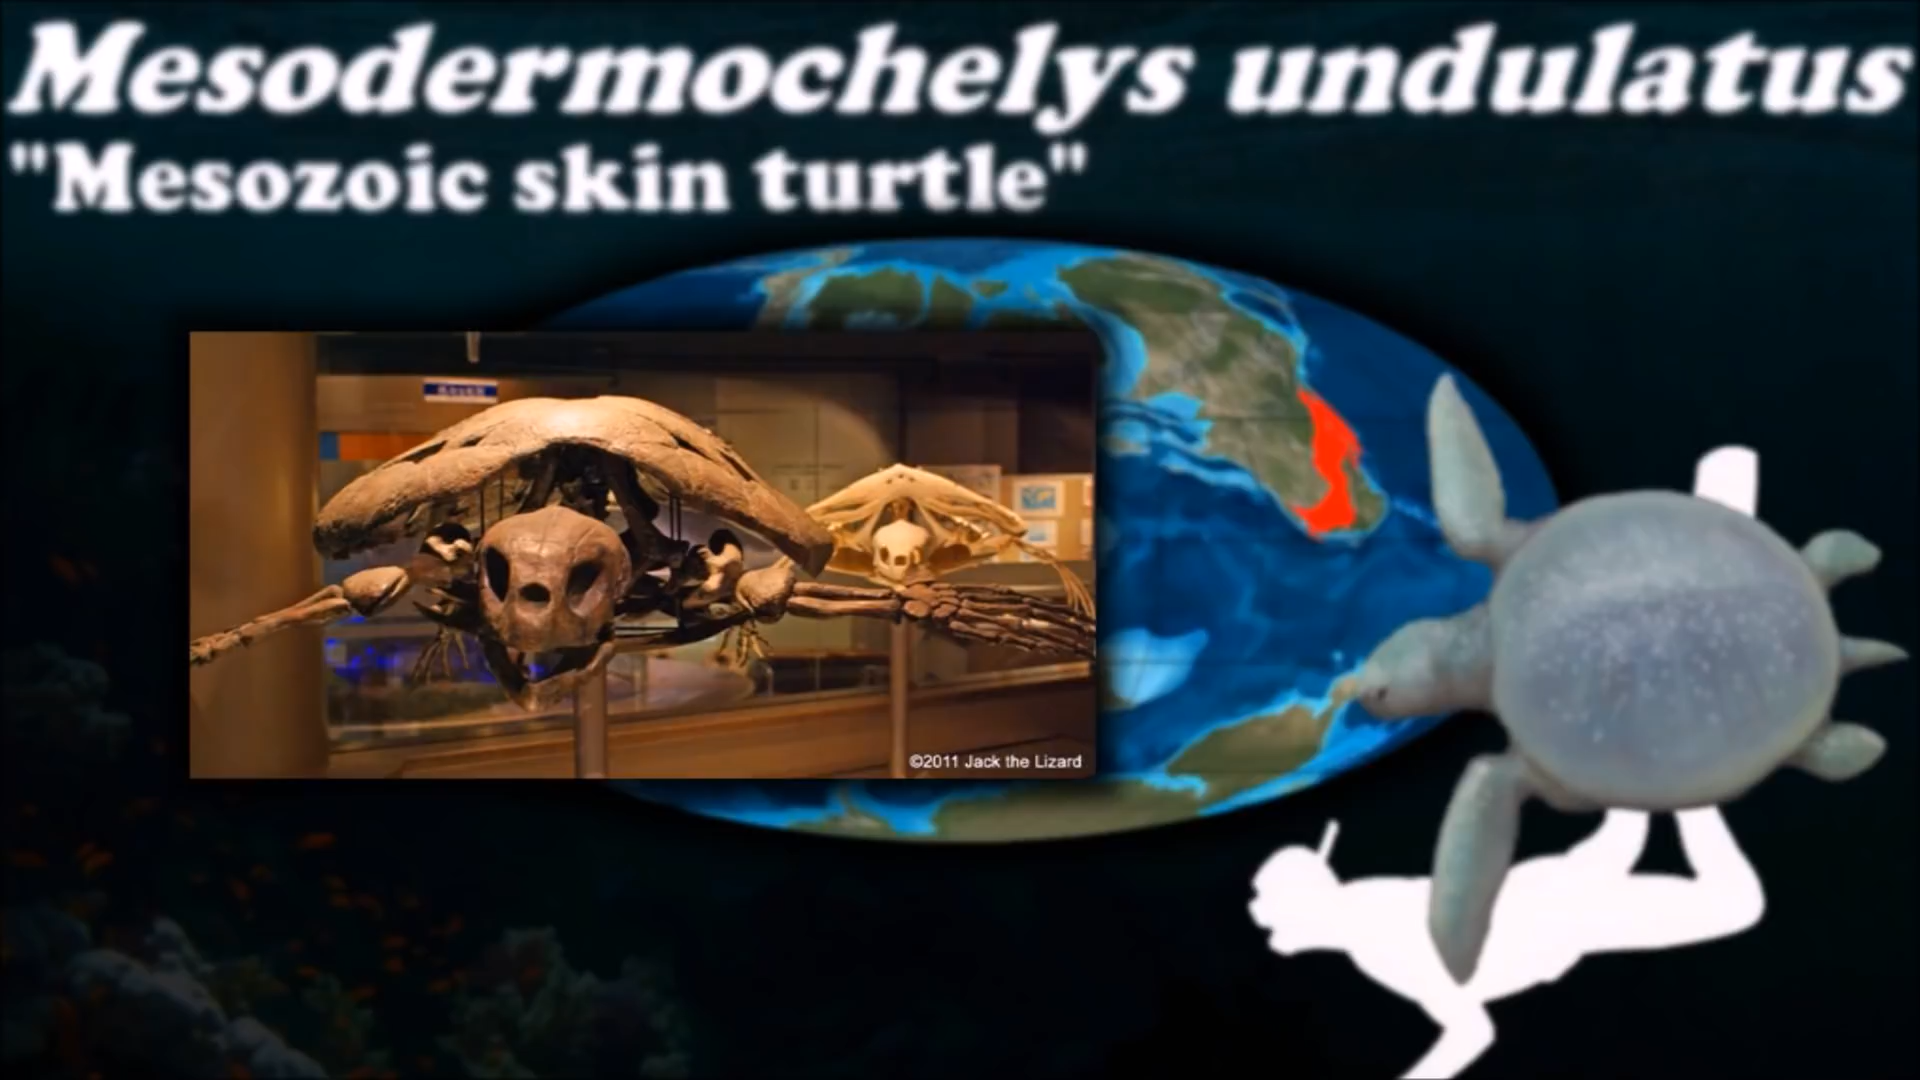 Mesodermochelys undulatus
"Mesozoic skin turtle"
©2011 Jack the Lizard